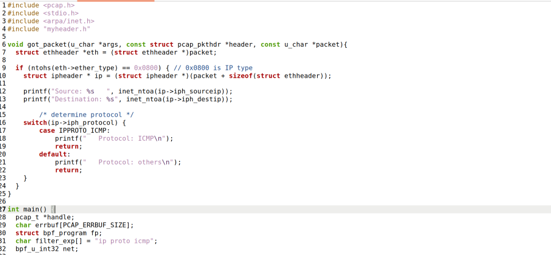 1 #include <pcap.h>
2 #include <stdio.h>
3 #include <arpa/inet.h>
4 #include "myheader.h"
5
6 void got_packet(u_char *args, const struct pcap_pkthdr *header, const u_char *packet){
7   struct ethheader *eth = (struct ethheader *)packet;
8
9   if (ntohs(eth->ether_type) == 0x0800) { // 0x0800 is IP type
10     struct ipheader * ip = (struct ipheader *)(packet + sizeof(struct ethheader));
11
12     printf("Source: %s   ", inet_ntoa(ip->iph_sourceip));
13     printf("Destination: %s", inet_ntoa(ip->iph_destip));
14
15         /* determine protocol */
16     switch(ip->iph_protocol) {
17         case IPPROTO_ICMP:
18             printf("   Protocol: ICMP\n");
19             return;
20         default:
21             printf("   Protocol: others\n");
22             return;
23     }
24   }
25 }
26
27 int main() {
28   pcap_t *handle;
29   char errbuf[PCAP_ERRBUF_SIZE];
30   struct bpf_program fp;
31   char filter_exp[] = "ip proto icmp";
32   bpf_u_int32 net;